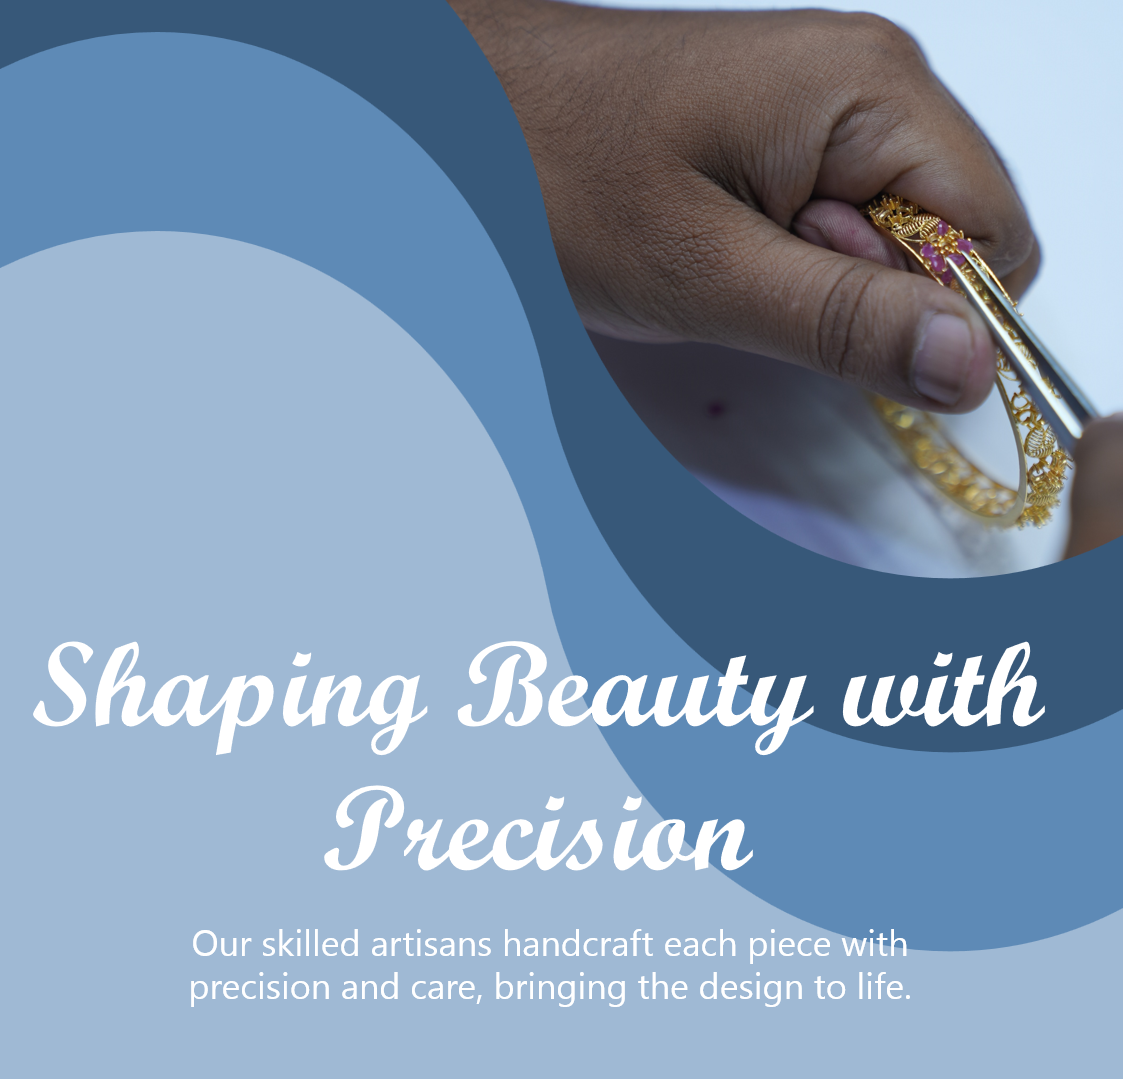 Shaping Beauty with
Precision
Our skilled artisans handcraft each piece with
precision and care, bringing the design to life.